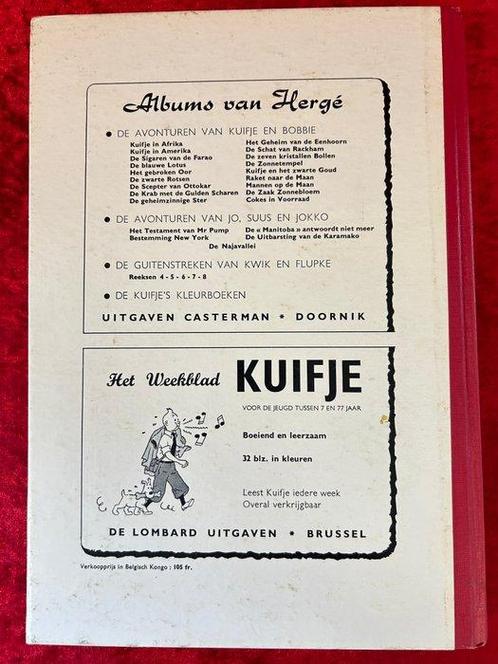 Albums van Hergé
• DE AVONTUREN VAN KUIFJE EN BOBBIE
Kuifje in Afrika
Kuifje in Amerika
De Sigaren van de Farao
De blauwe Lotus
Het gebroken Oor
De zwarte Rotsen
De Scepter van Ottokar
De Krab met de Gulden Scharen
De geheimzinnige Ster
Het Geheim van de Eenhoorn
De Schat van Rackham
De zeven kristallen Bollen
De Zonnetempel
Kuifje en het zwarte Goud
Raket naar de Maan
Mannen op de Maan
De Zaak Zonnebloem
Cokes in Voorraad
• DE AVONTUREN VAN JO, SUUS EN JOKKO
Het Testament van Mr Pump
Bestemming New York
De « Manitoba » antwoordt niet meer
De Uitbarsting van de Karamako
De Najavallei
• DE GUITENSTREKEN VAN KWIK EN FLUPKE
Reeksen 4 - 5 - 6 - 7 - 8
• DE KUIFJE'S KLEURBOEKEN
UITGAVEN CASTERMAN * DOORNIK
Het Weekblad KUIFJE
VOOR DE JEUGD TUSSEN 7 EN 77 JAAR
Boeiend en leerzaam
32 blz. in kleuren
Leest Kuifje iedere week
Overal verkrijgbaar
DE LOMBARD UITGAVEN * BRUSSEL
Verkoopprijs in Belgisch Kongo : 105 fr.